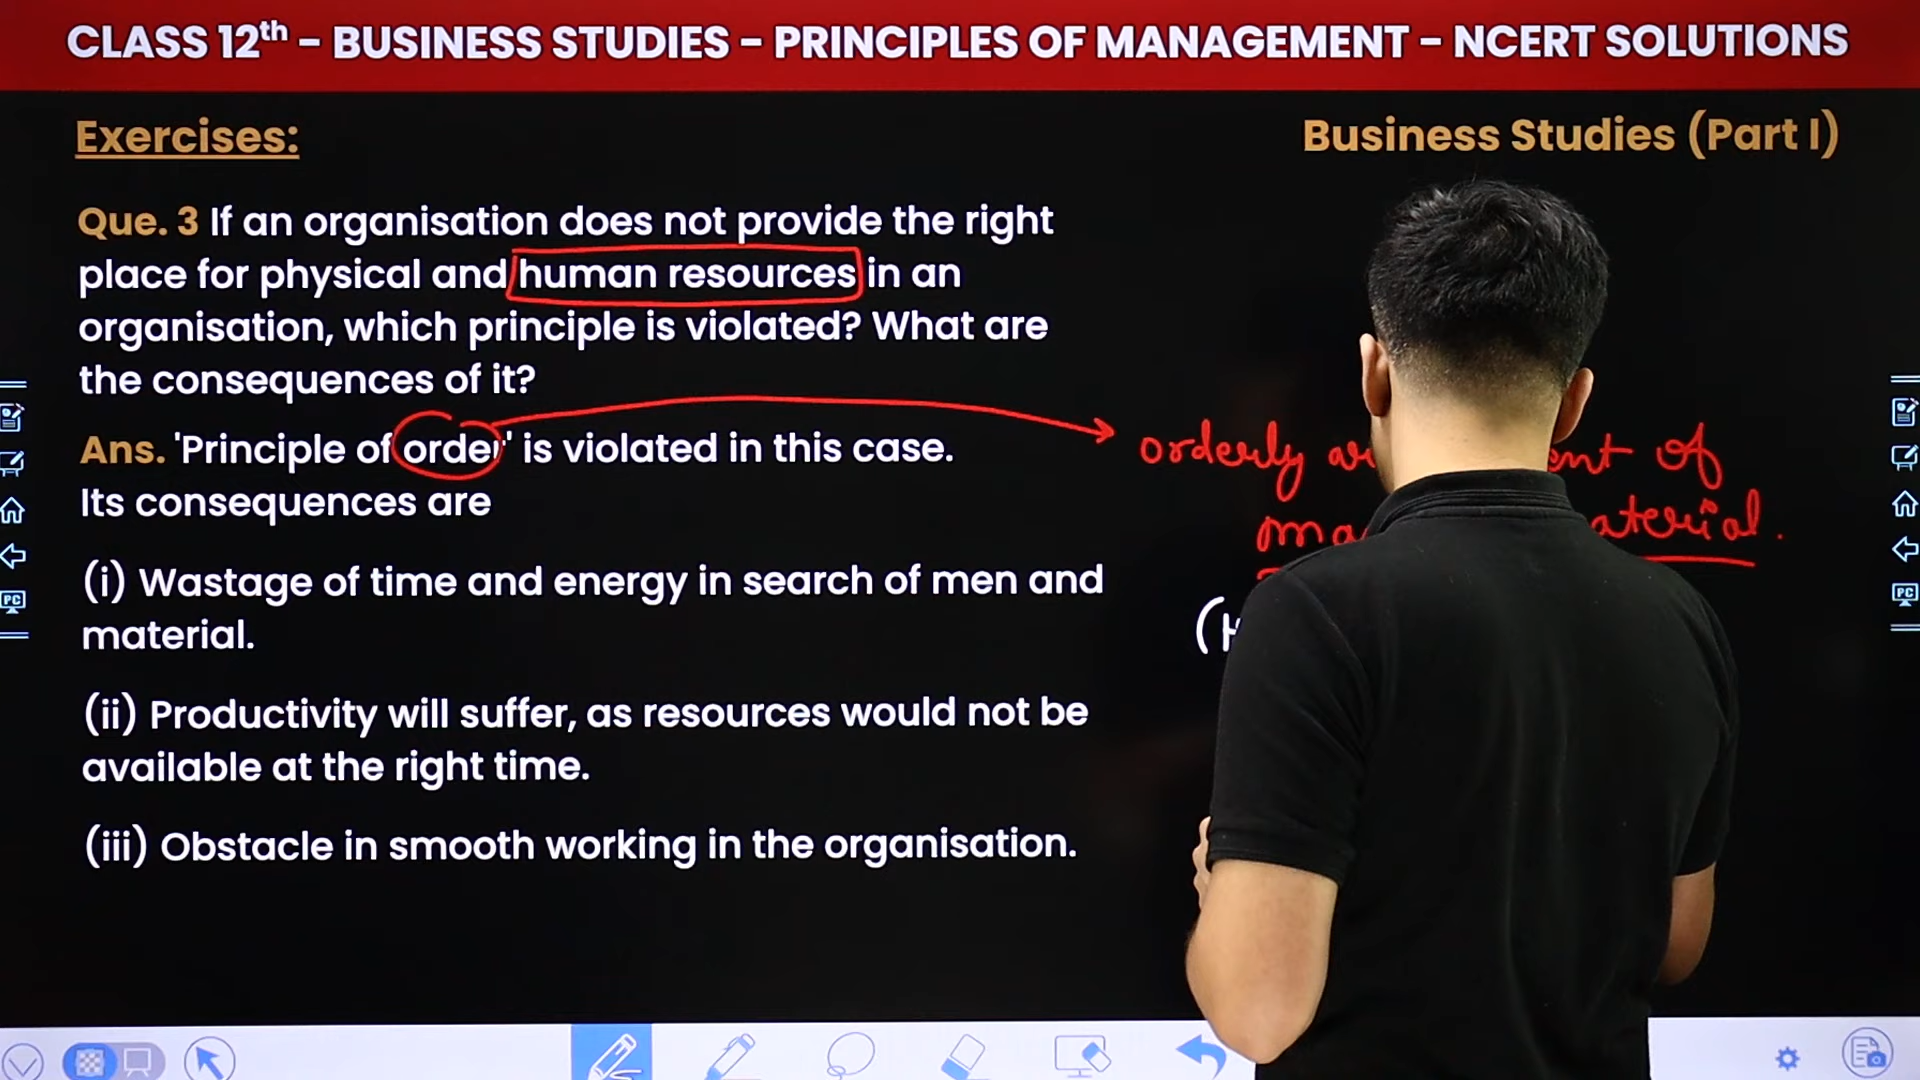 CLASS 12th – BUSINESS STUDIES – PRINCIPLES OF MANAGEMENT – NCERT SOLUTIONS
Exercises:
Business Studies (Part I)
Que. 3 If an organisation does not provide the right
place for physical and human resources in an
organisation, which principle is violated? What are
the consequences of it?
Ans. 'Principle of order' is violated in this case.
Its consequences are
(i) Wastage of time and energy in search of men and
material.
(ii) Productivity will suffer, as resources would not be
available at the right time.
(iii) Obstacle in smooth working in the organisation.
orderly of
PC
PC